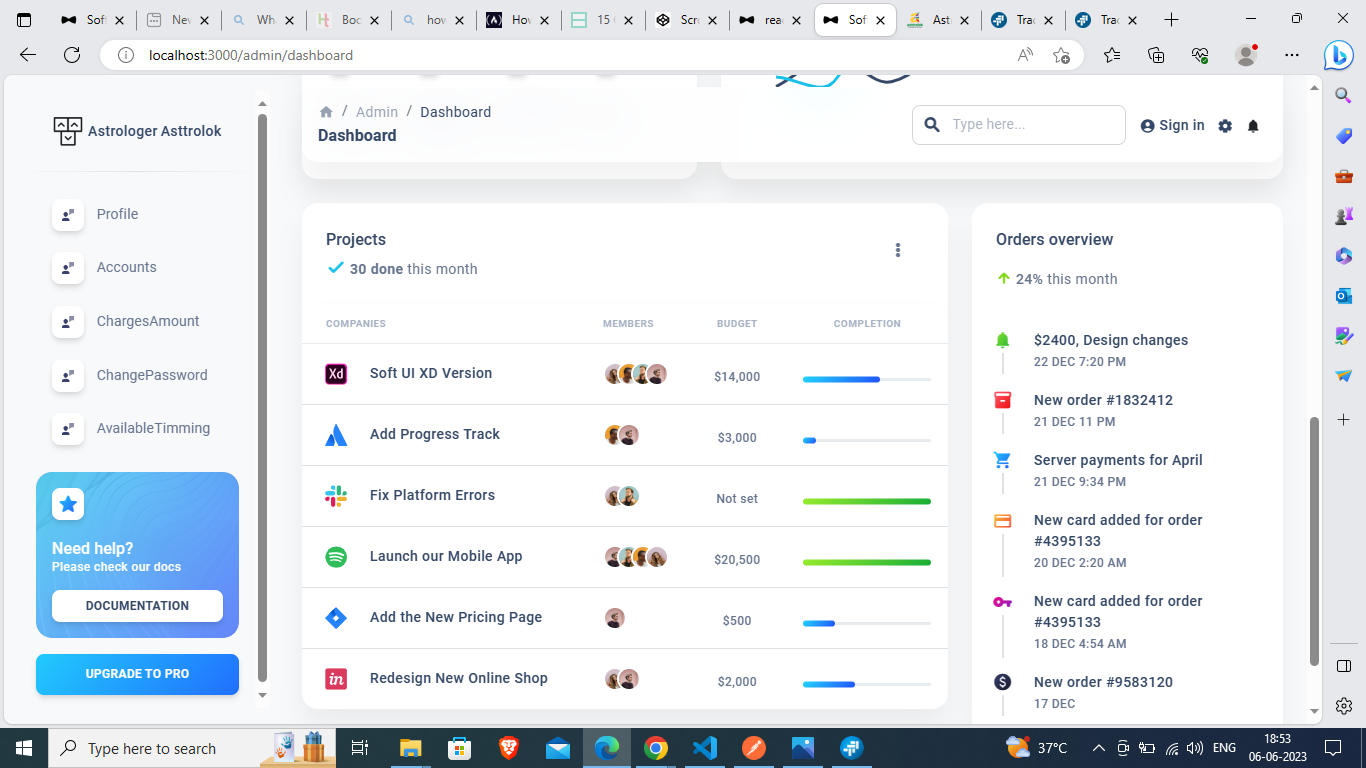 Sof
New
Wha
Boc
how
How
15
Scr
rea
Sof
Ast
Tra
Tra
localhost:3000/admin/dashboard
Astrologer Asttrolok
Profile
Accounts
ChargesAmount
ChangePassword
AvailableTimming
Need help?
Please check our docs
DOCUMENTATION
UPGRADE TO PRO
/ Admin / Dashboard
Dashboard
Type here...
Sign in
Projects
30 done this month
COMPANIES MEMBERS BUDGET COMPLETION
Xd Soft UI XD Version $14,000
Add Progress Track $3,000
Fix Platform Errors Not set
Launch our Mobile App $20,500
Add the New Pricing Page $500
in Redesign New Online Shop $2,000
Orders overview
24% this month
$2400, Design changes
22 DEC 7:20 PM
New order #1832412
21 DEC 11 PM
Server payments for April
21 DEC 9:34 PM
New card added for order
#4395133
20 DEC 2:20 AM
New card added for order
#4395133
18 DEC 4:54 AM
New order #9583120
17 DEC
Type here to search
37°C
ENG
18:53
06-06-2023